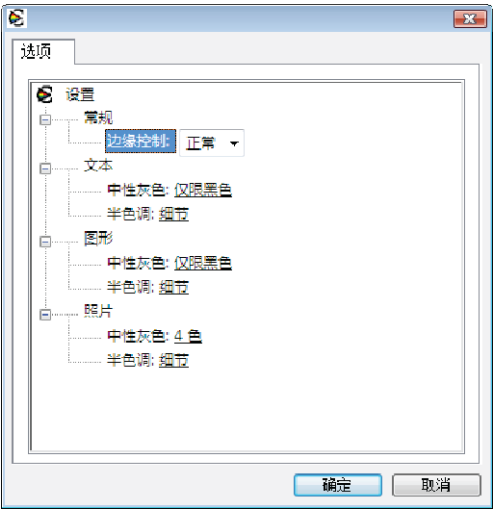 选项
设置
常规
边缘控制: 正常
文本
中性灰色: 仅限黑色
半色调: 细节
图形
中性灰色: 仅限黑色
半色调: 细节
照片
中性灰色: 4 色
半色调: 细节
确定 取消